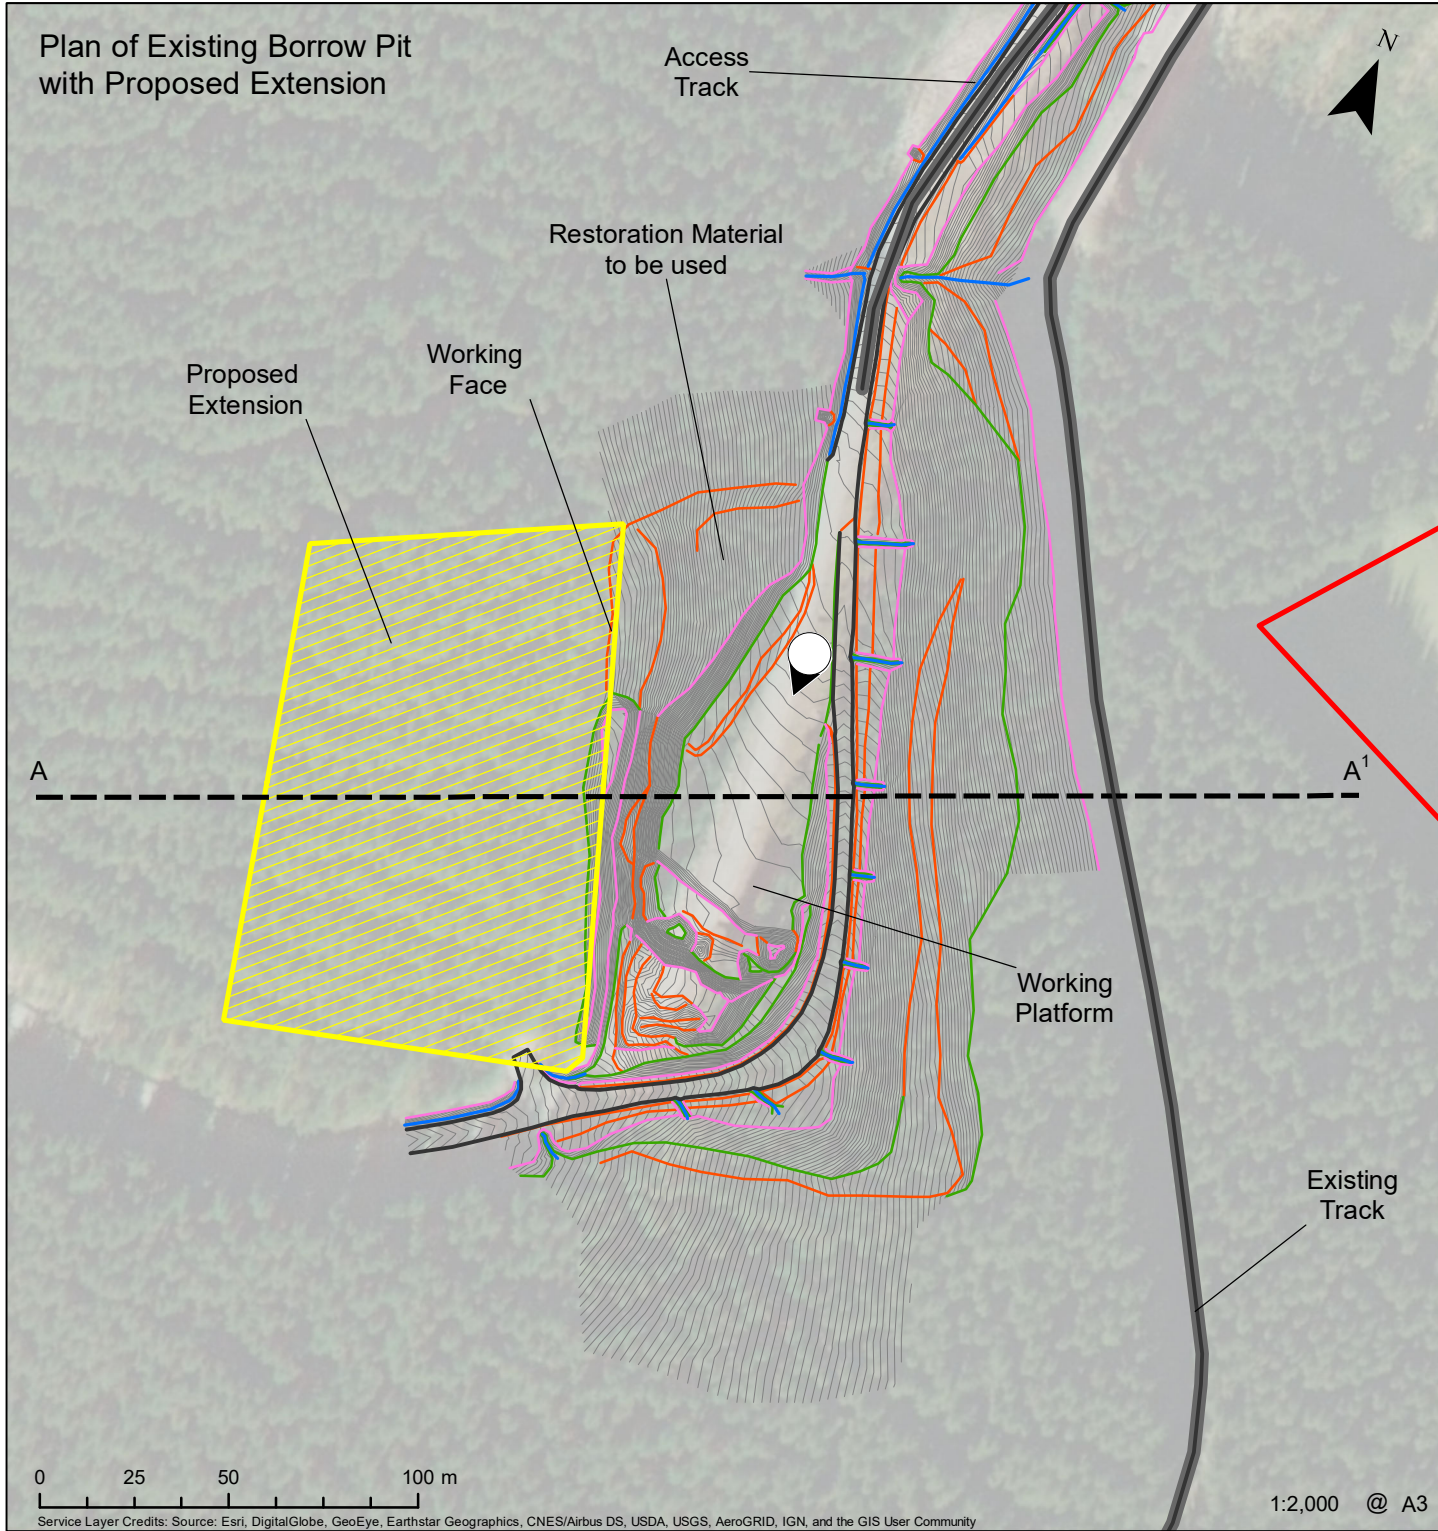 Plan of Existing Borrow Pit
with Proposed Extension
Access
Track
N
Restoration Material
to be used
Working
Face
Proposed
Extension
A
A1
Working
Platform
Existing
Track
0 25 50 100 m
1:2,000 @ A3
Service Layer Credits: Source: Esri, DigitalGlobe, GeoEye, Earthstar Geographics, CNES/Airbus DS, USDA, USGS, AeroGRID, IGN, and the GIS User Community